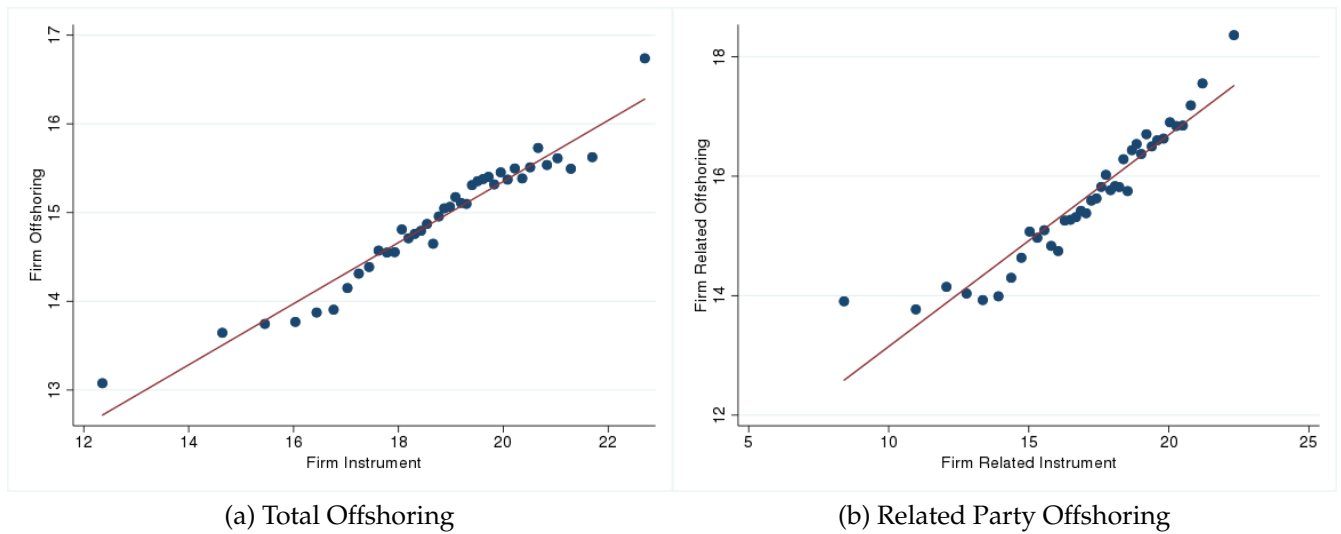 17
16
15
14
13
Firm Offshoring
12 14 16 18 20 22
Firm Instrument
(a) Total Offshoring
18
16
14
12
Firm Related Offshoring
5 10 15 20 25
Firm Related Instrument
(b) Related Party Offshoring